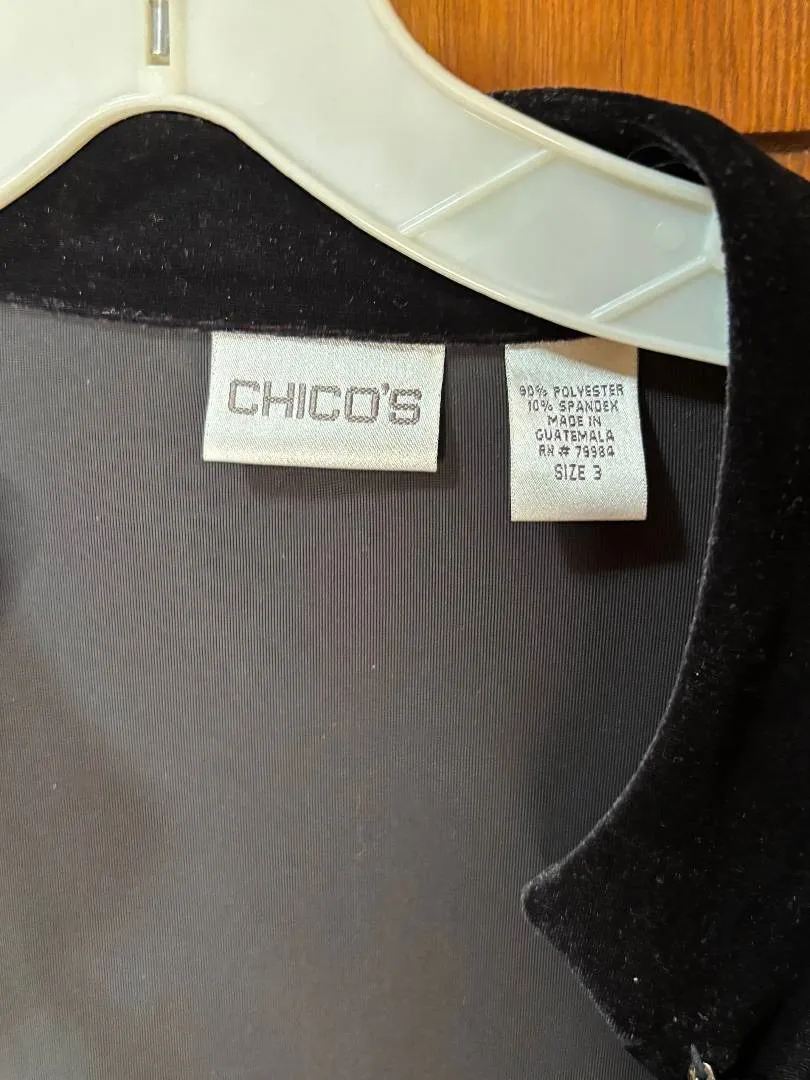 CHICO'S
90% POLYESTER
10% SPANDEX
MADE IN
GUATEMALA
RN # 79984
SIZE 3